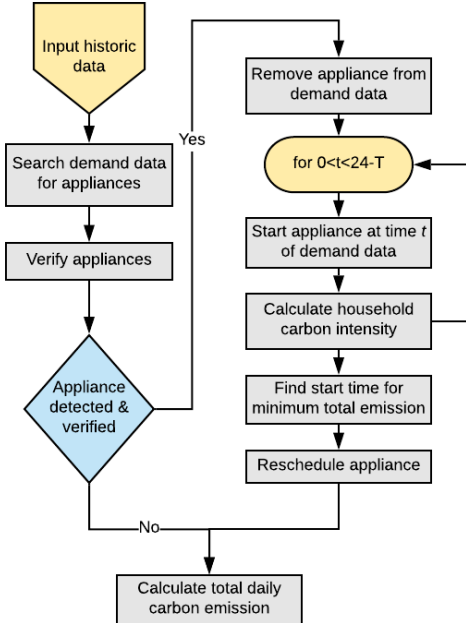 Input historic
data
Search demand data
for appliances
Verify appliances
Appliance
detected &
verified
Yes
No
Remove appliance from
demand data
for 0<t<24-T
Start appliance at time t
of demand data
Calculate household
carbon intensity
Find start time for
minimum total emission
Reschedule appliance
Calculate total daily
carbon emission